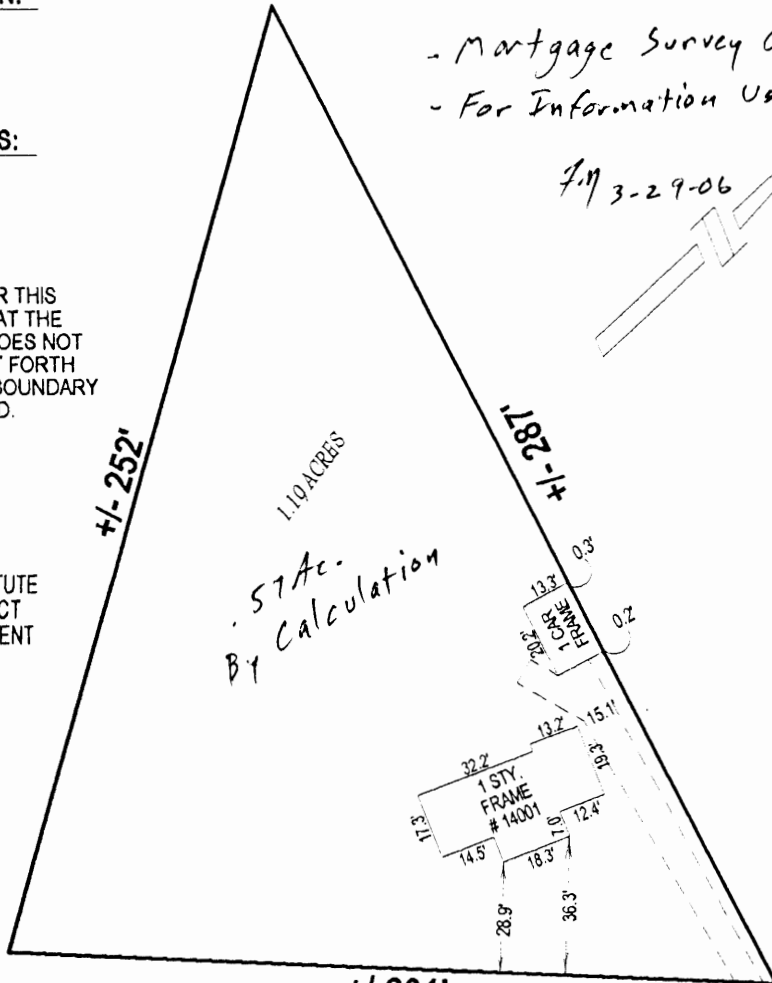 - Mortgage Survey
- For Information
3-29-06
S:
R THIS
AT THE
OES NOT
FORTH
BOUNDARY
D.
+/- 252'
+/- 287'
1.10 ACRES
.57 Ac.
By Calculation
TUTE
CT
ENT
0.3'
13.3'
1 CAR
FRAME
20.2'
0.2'
15.1'
13.2'
19.3'
32.2'
1 STY.
FRAME
# 14001
17.3'
7.0'
12.4'
14.5'
18.3'
28.9'
36.3'